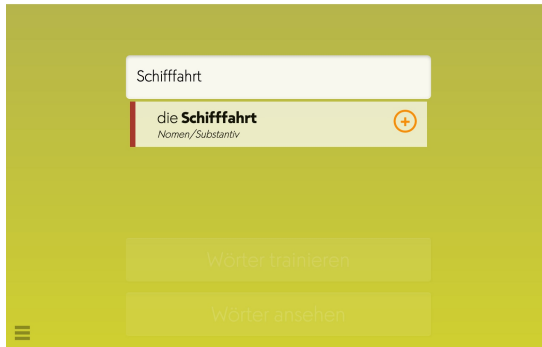 Schifffahrt
die Schifffahrt
Nomen/Substantiv
Wörter trainieren
Wörter ansehen